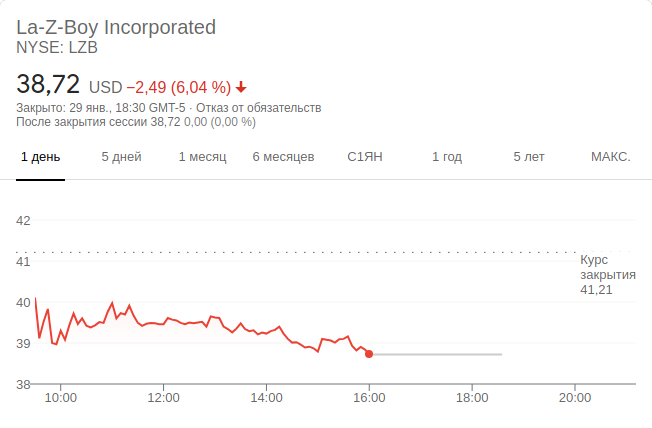 La-Z-Boy Incorporated
NYSE: LZB
38,72 USD −2,49 (6,04 %)
Закрыто: 29 янв., 18:30 GMT-5 · Отказ от обязательств
После закрытия сессии 38,72 0,00 (0,00 %)
1 день 5 дней 1 месяц 6 месяцев С1ЯН 1 год 5 лет МАКС.
42
41
Курс
закрытия
41,21
40
39
38
10:00 12:00 14:00 16:00 18:00 20:00